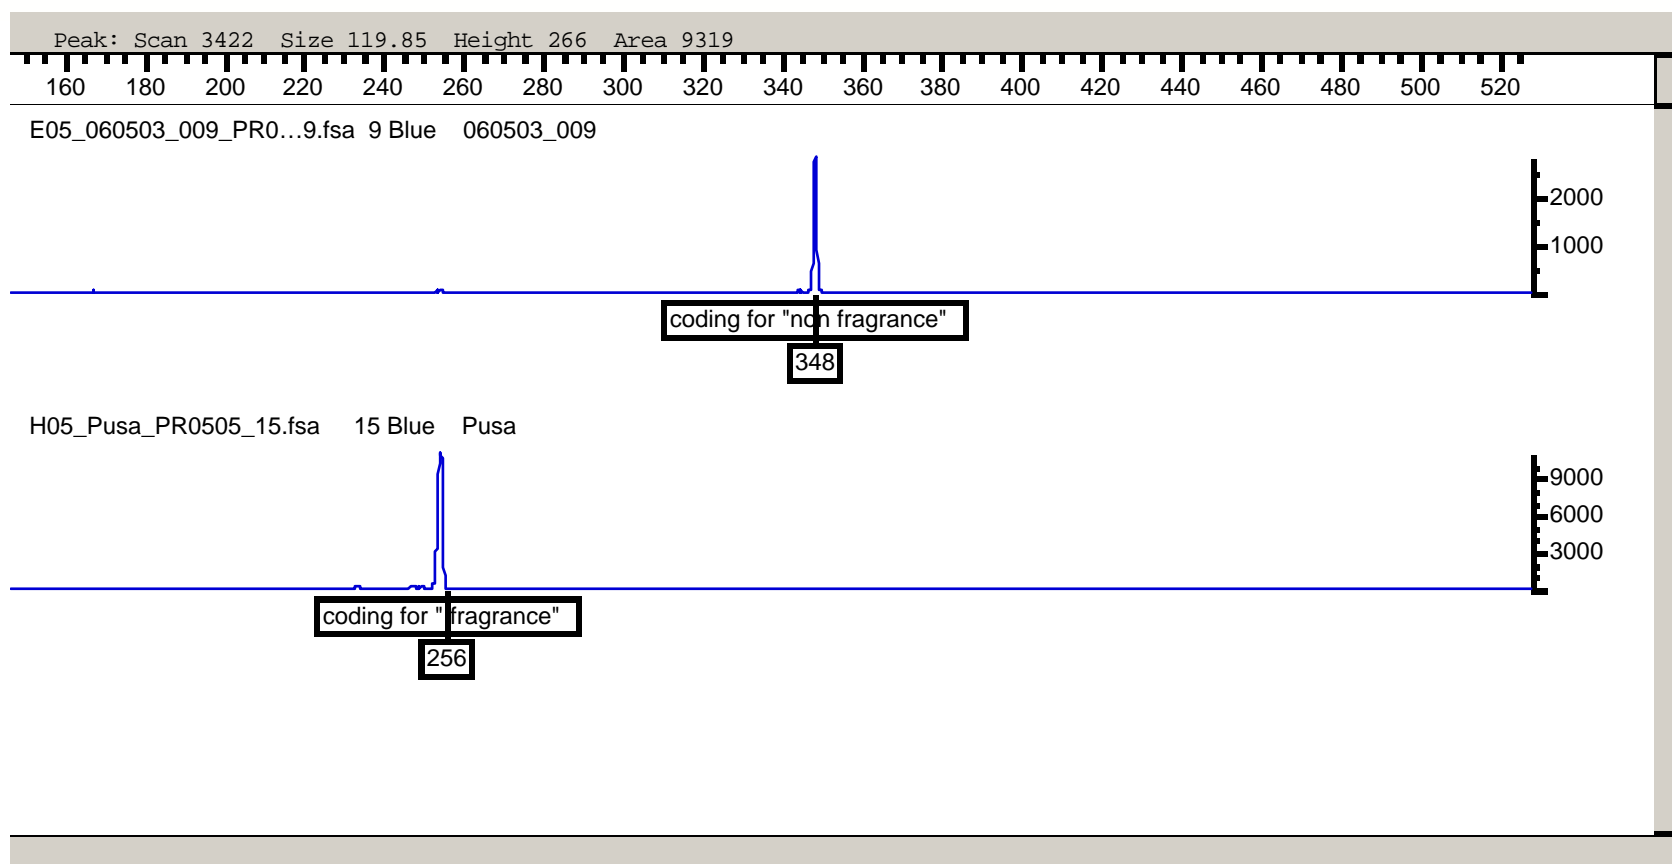 Peak: Scan 3422 Size 119.85 Height 266 Area 9319
160 180 200 220 240 260 280 300 320 340 360 380 400 420 440 460 480 500 520
E05_060503_009_PR0...9.fsa 9 Blue 060503_009
2000
1000
coding for "non fragrance"
348
H05_Pusa_PR0505_15.fsa 15 Blue Pusa
9000
6000
3000
coding for " fragrance"
256